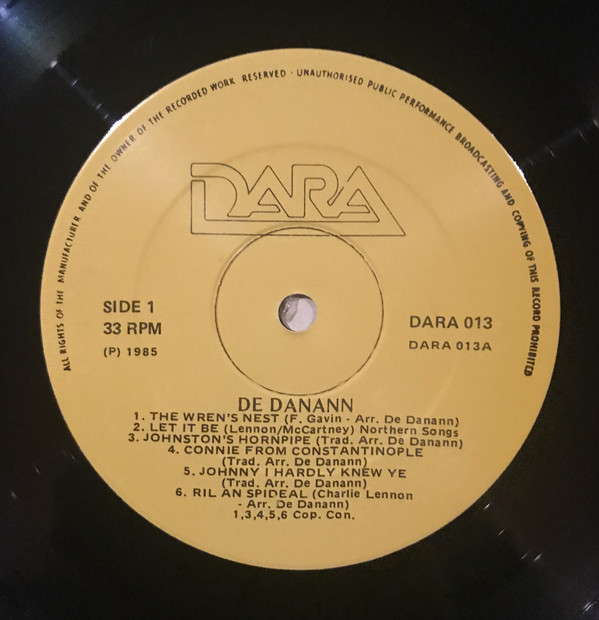 ALL RIGHTS OF THE MANUFACTURER AND OF THE OWNER OF THE RECORDED WORK RESERVED · UNAUTHORISED PUBLIC PERFORMANCE BROADCASTING AND COPYING OF THIS RECORD PROHIBITED
DARA
SIDE 1
33 RPM
(P) 1985
DARA 013
DARA 013A
DE DANANN
1. THE WREN'S NEST (F. Gavin - Arr. De Danann)
2. LET IT BE (Lennon/McCartney) Northern Songs
3. JOHNSTON'S HORNPIPE (Trad. Arr. De Danann)
4. CONNIE FROM CONSTANTINOPLE
(Trad. Arr. De Danann)
5. JOHNNY I HARDLY KNEW YE
(Trad. Arr. De Danann)
6. RIL AN SPIDEAL (Charlie Lennon
- Arr. De Danann)
1,3,4,5,6 Cop. Con.